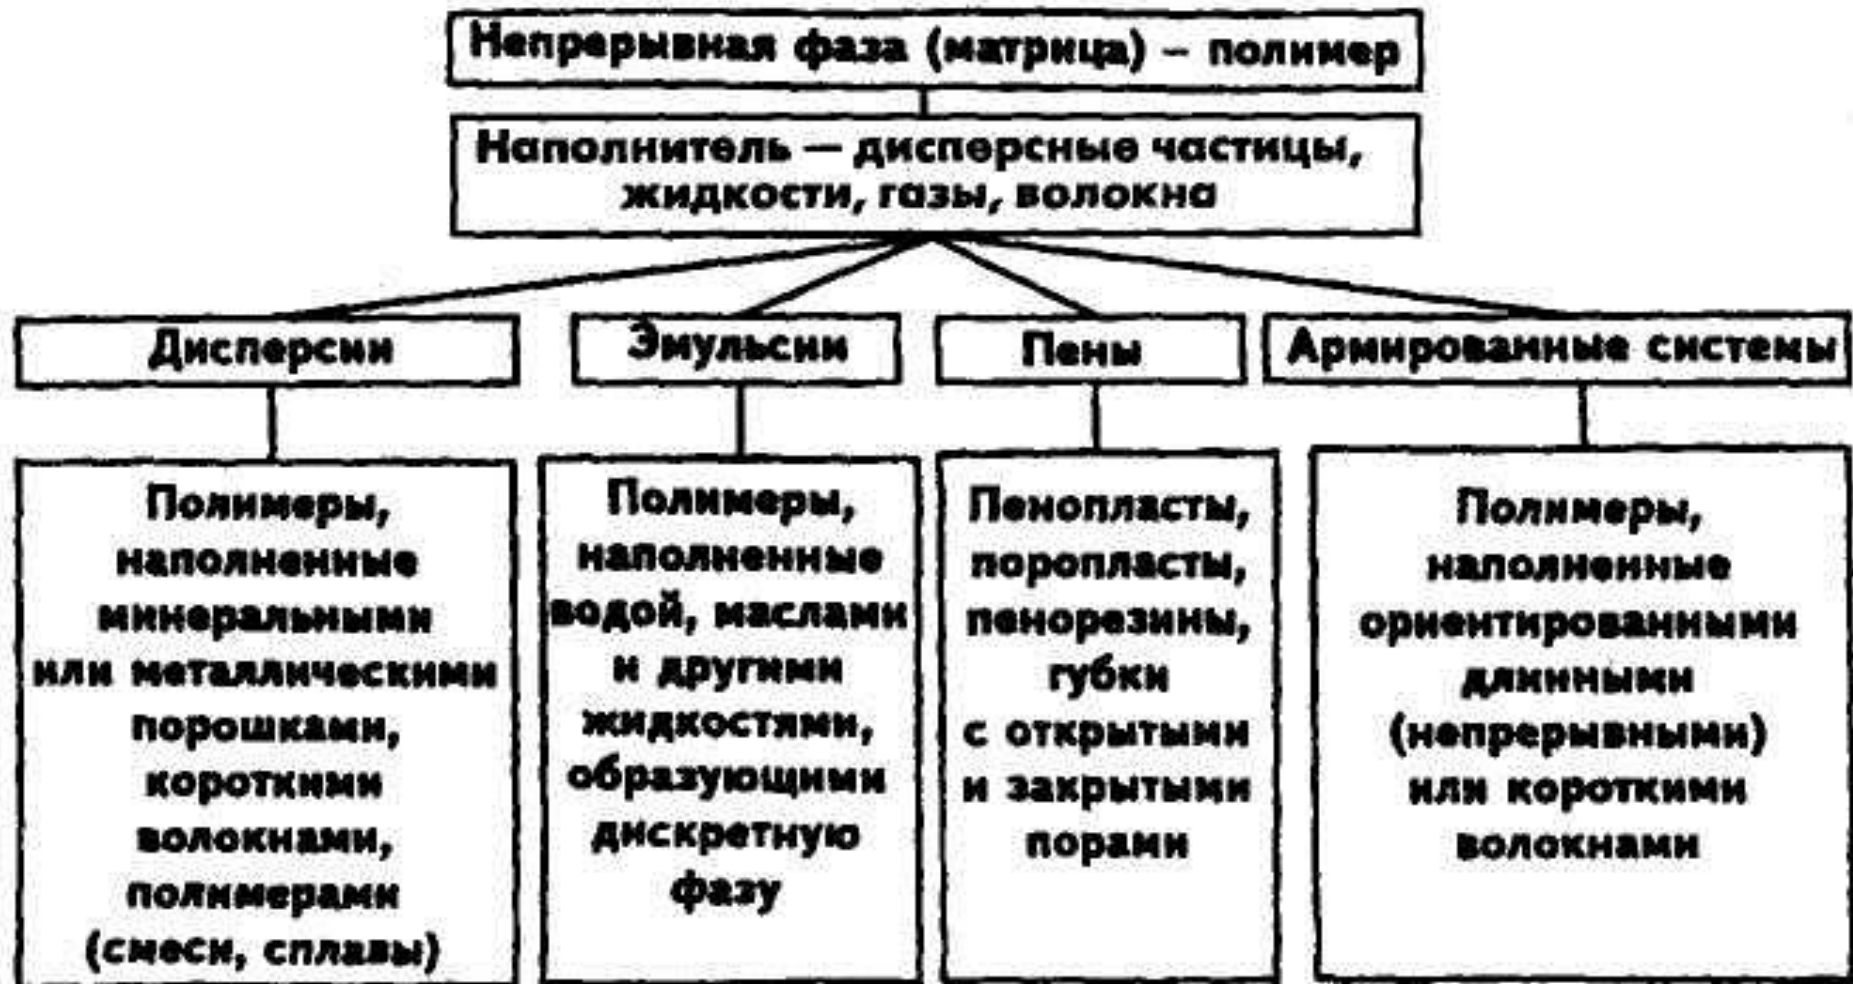 Непрерывная фаза (матрица) – полимер
Наполнитель — дисперсные частицы,
жидкости, газы, волокна
Дисперсии
Эмульсии
Пены
Армированные системы
Полимеры,
наполненные
минеральными
или металлическими
порошками,
короткими
волокнами,
полимерами
(смеси, сплавы)
Полимеры,
наполненные
водой, маслами
и другими
жидкостями,
образующими
дискретную
фазу
Пенопласты,
поропласты,
пенорезины,
губки
с открытыми
и закрытыми
порами
Полимеры,
наполненные
ориентированными
длинными
(непрерывными)
или короткими
волокнами